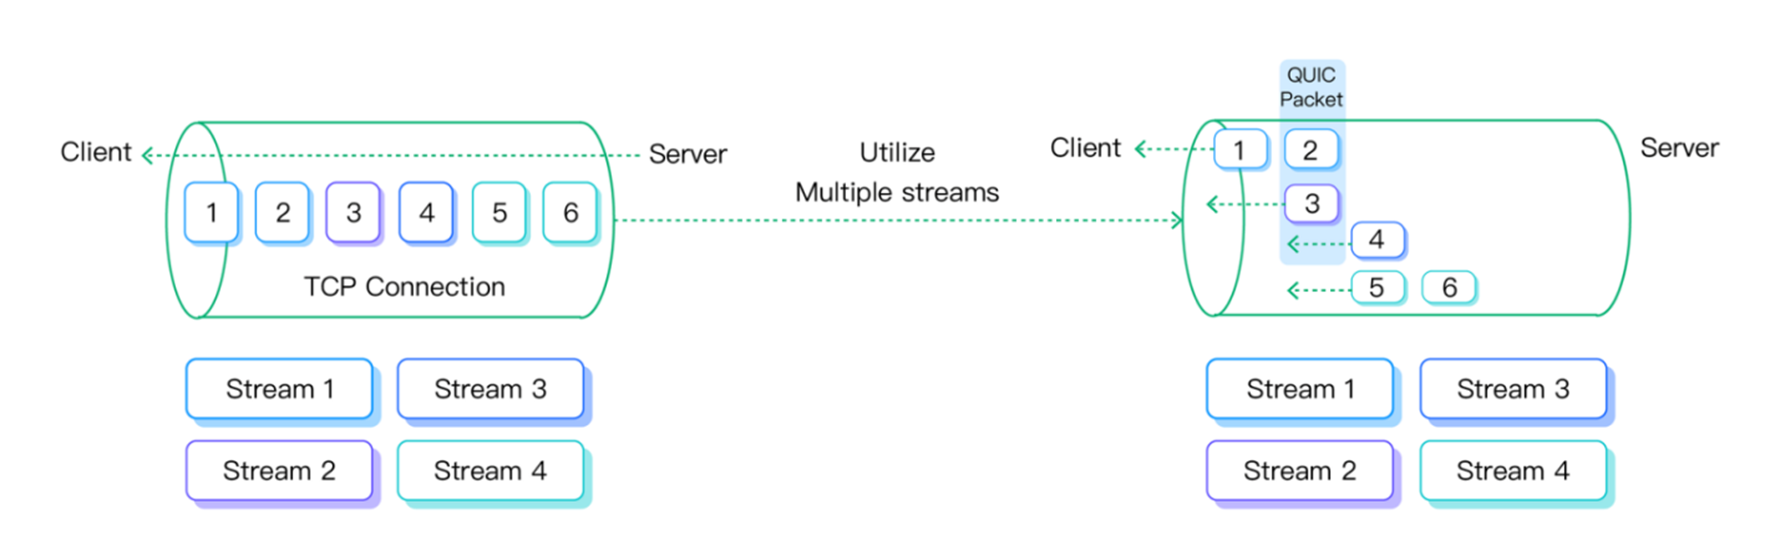 Client
Server
1
2
3
4
5
6
TCP Connection
Stream 1
Stream 3
Stream 2
Stream 4
Utilize
Multiple streams
QUIC
Packet
Client
Server
1
2
3
4
5
6
Stream 1
Stream 3
Stream 2
Stream 4